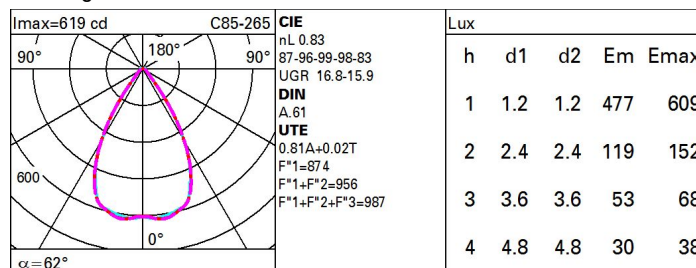 Imax=619 cd C85-265
90° 180° 90°
600
0°
α=62°
CIE
nL 0.83
87-96-99-98-83
UGR 16.8-15.9
DIN
A.61
UTE
0.81A+0.02T
F"1=874
F"1+F"2=956
F"1+F"2+F"3=987
Lux
h d1 d2 Em Emax
1 1.2 1.2 477 609
2 2.4 2.4 119 152
3 3.6 3.6 53 68
4 4.8 4.8 30 38